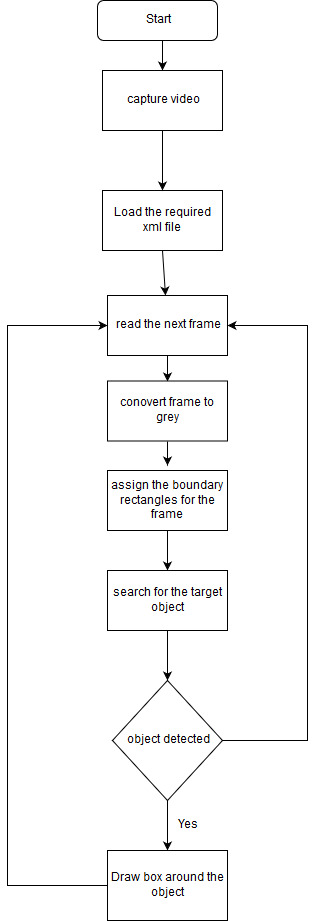 Start
capture video
Load the required
xml file
read the next frame
conovert frame to
grey
assign the boundary
rectangles for the
frame
search for the target
object
object detected
Yes
Draw box around the
object